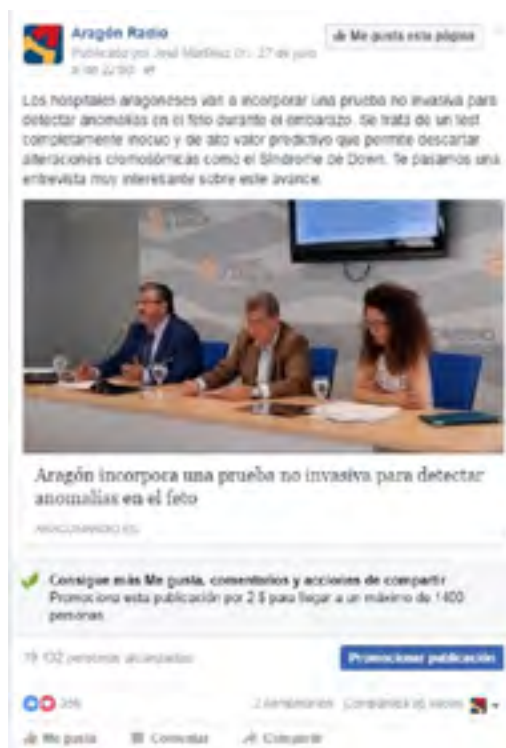 Aragón Radio
Me gusta esta página
Publicado por José Martínez 27 de julio
Los hospitales aragoneses van a incorporar una prueba no invasiva para
detectar anomalías en el feto durante el embarazo. Se trata de un test
completamente inocuo y de alto valor predictivo que permite descartar
alteraciones cromosómicas como el Síndrome de Down. Te pasamos una
entrevista muy interesante sobre este avance.
Aragón incorpora una prueba no invasiva para detectar
anomalías en el feto
Consigue más Me gusta, comentarios y acciones de compartir
Promociona esta publicación por 2 $ para llegar a un máximo de 1400
personas
personas alcanzadas
Promocionar publicación
2 comentarios
Me gusta Comentar Compartir